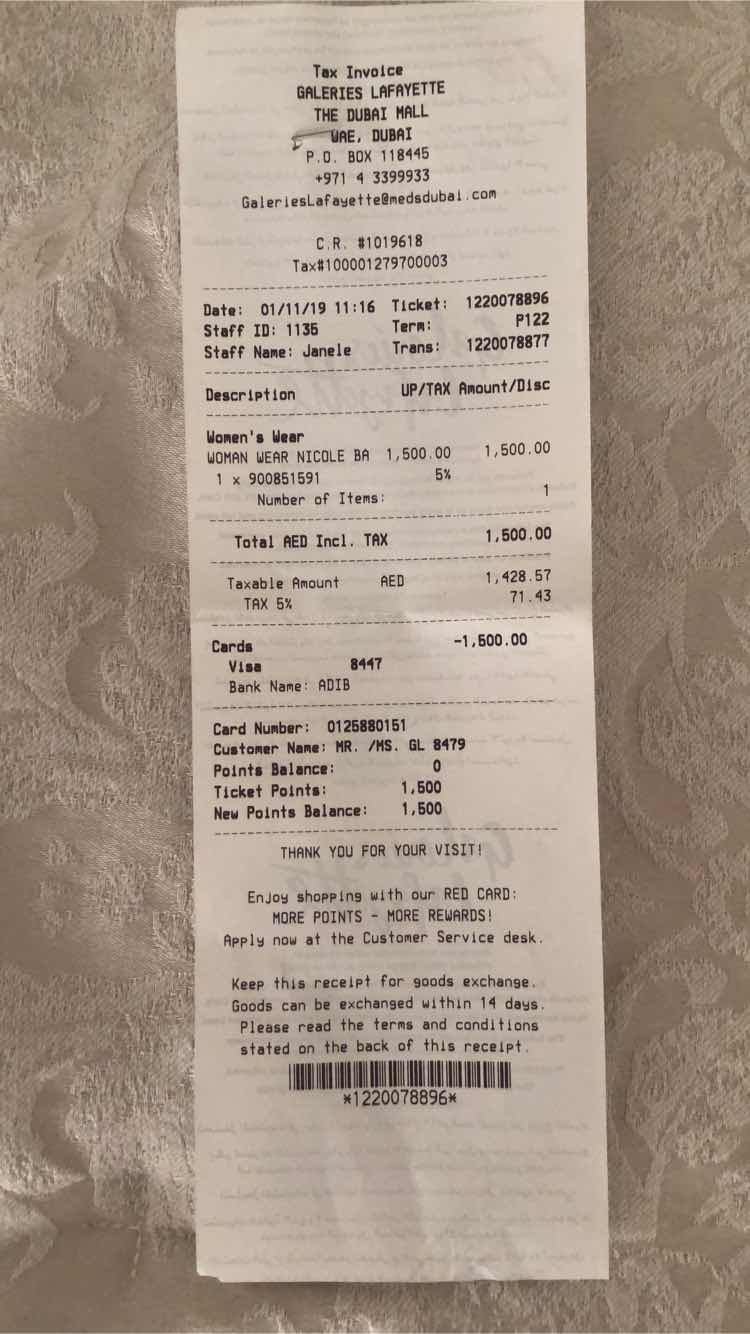 Tax Invoice
GALERIES LAFAYETTE
THE DUBAI MALL
UAE, DUBAI
P.O. BOX 118445
+971 4 3399933
GaleriesLafayette@medsdubai.com
C.R. #1019618
Tax#100001279700003
Date: 01/11/19 11:16 Ticket: 1220078896
Staff ID: 1135 Term: P122
Staff Name: Janele Trans: 1220078877
Description UP/TAX Amount/Disc
Women's Wear
WOMAN WEAR NICOLE BA 1,500.00 1,500.00
1 x 900851591 5%
Number of Items: 1
Total AED Incl. TAX 1,500.00
Taxable Amount AED 1,428.57
TAX 5% 71.43
Cards -1,500.00
Visa 8447
Bank Name: ADIB
Card Number: 0125880151
Customer Name: MR. /MS. GL 8479
Points Balance: 0
Ticket Points: 1,500
New Points Balance: 1,500
THANK YOU FOR YOUR VISIT!
Enjoy shopping with our RED CARD:
MORE POINTS - MORE REWARDS!
Apply now at the Customer Service desk.
Keep this receipt for goods exchange.
Goods can be exchanged within 14 days.
Please read the terms and conditions
stated on the back of this receipt.
*1220078896*